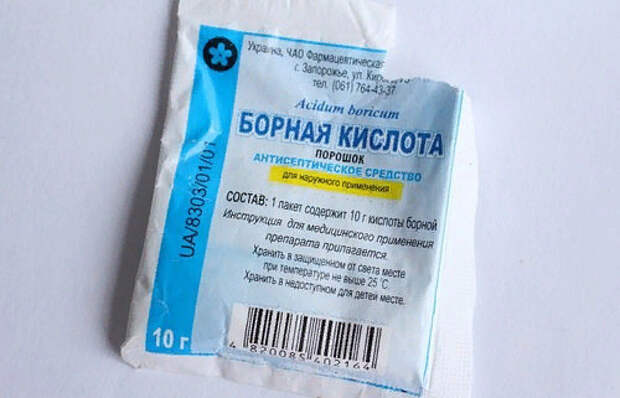 Украина, ЧАО Фармацевтическая
г. Запорожье, ул.
тел. (061) 764-43-37
Acidum boricum
БОРНАЯ КИСЛОТА
ПОРОШОК
АНТИСЕПТИЧЕСКОЕ СРЕДСТВО
для наружного применения
СОСТАВ: 1 пакет содержит 10 г кислоты борной
Инструкция для медицинского применения
препарата прилагается.
Хранить в защищенном от света месте
при температуре не выше 25 °С.
Хранить в недоступном для детей месте.
UA/8303/01/01
10 г
4 820085 402164